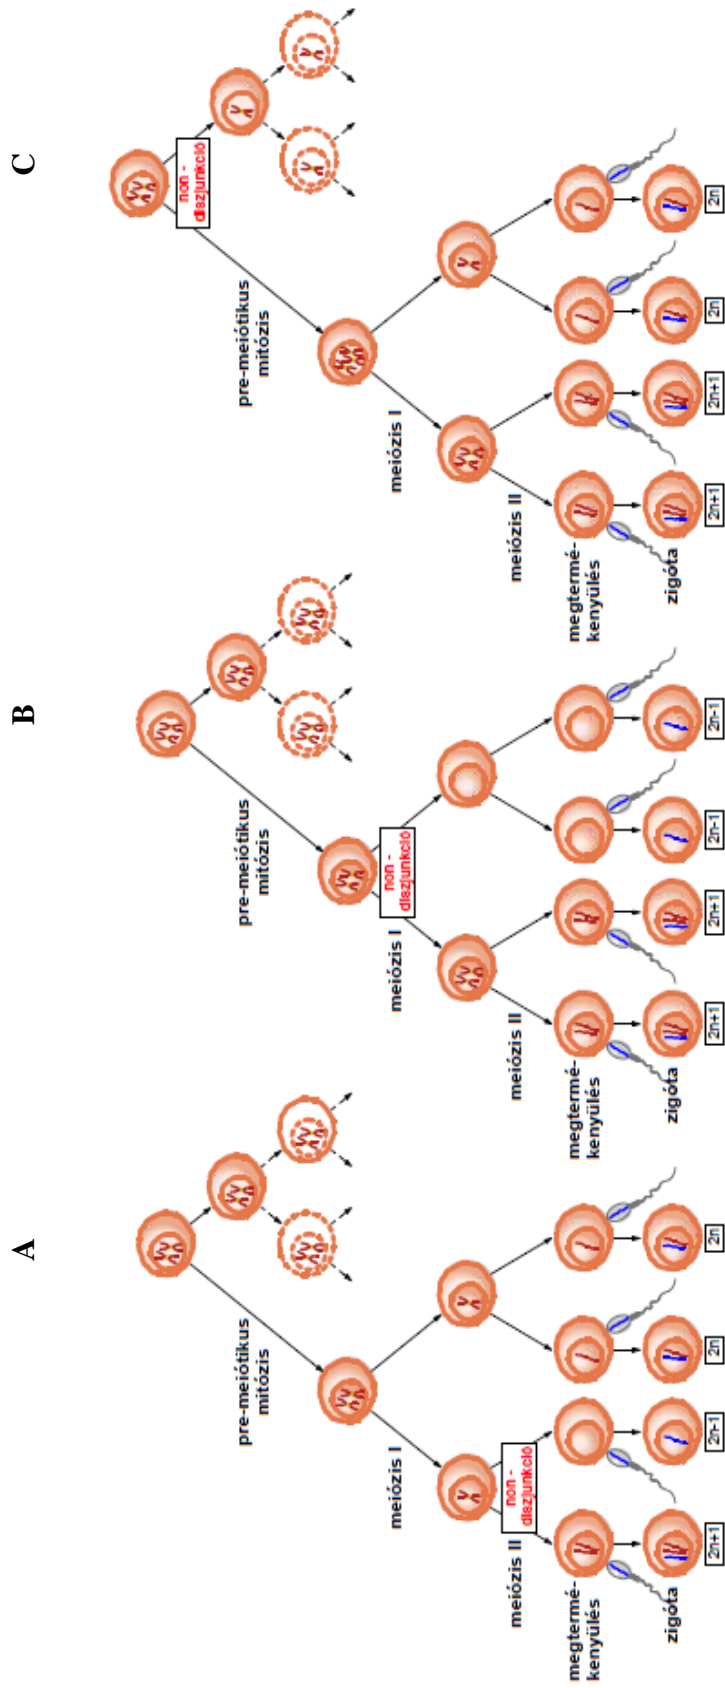 A
pre-meiótikus
mitózis
meiózis I
meiózis II
non -
diszjunkció
megtermé-
kenyülés
zigóta
2n+1
2n-1
2n
2n
B
pre-meiótikus
mitózis
meiózis I
non -
diszjunkció
meiózis II
megtermé-
kenyülés
zigóta
2n+1
2n+1
2n-1
2n-1
C
non -
diszjunkció
pre-meiótikus
mitózis
meiózis I
meiózis II
megtermé-
kenyülés
zigóta
2n+1
2n+1
2n
2n